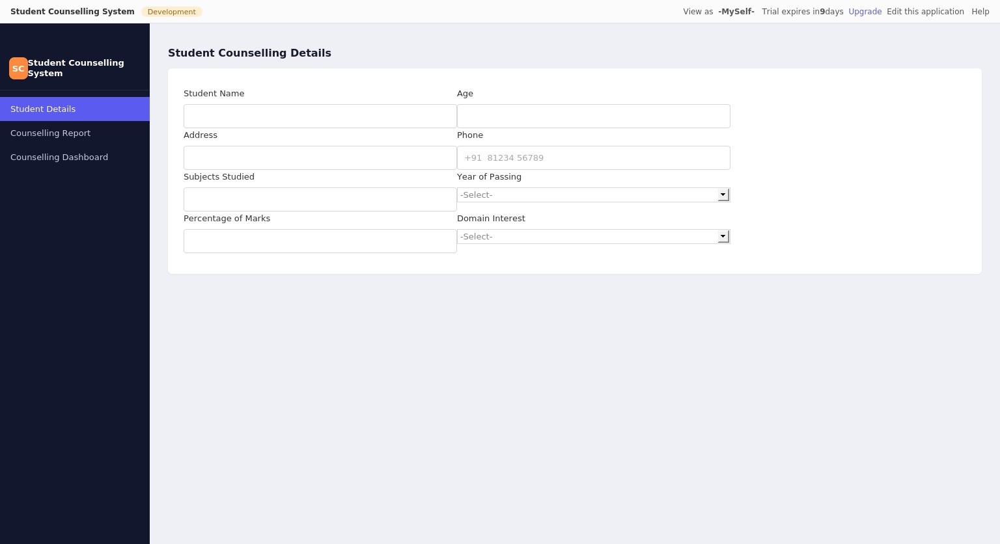 Student Counselling System Development View as -MySelf- Trial expires in9days Upgrade Edit this application Help
SC Student Counselling
System
Student Details
Counselling Report
Counselling Dashboard
Student Counselling Details
Student Name Age
Address Phone
+91 81234 56789
Subjects Studied Year of Passing
-Select-
Percentage of Marks Domain Interest
-Select-